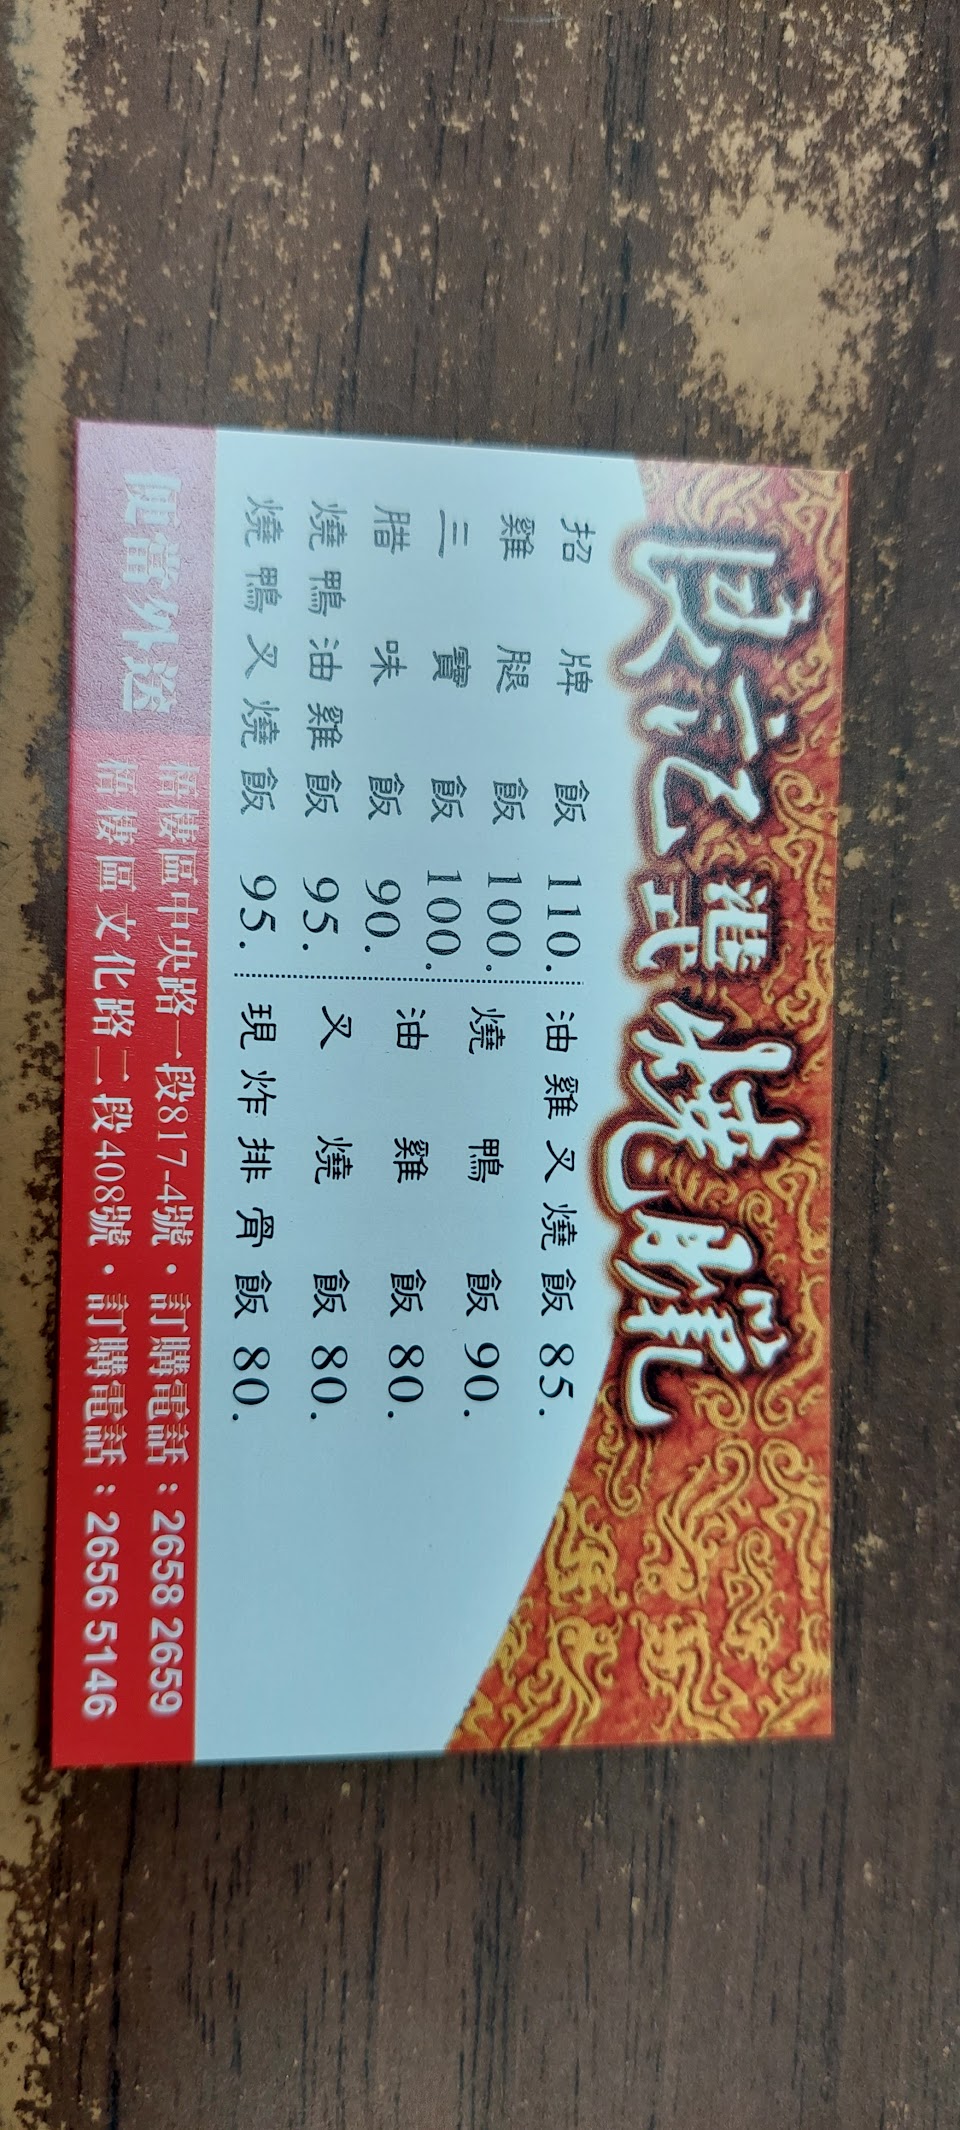 歐記港式燒臘
招牌飯 110.
雞腿飯 100.
三寶飯 100.
腊味飯 90.
燒鴨油雞飯 95.
燒鴨叉燒飯 95.
油雞叉燒飯 85.
燒鴨飯 90.
油雞飯 80.
叉燒飯 80.
現炸排骨飯 80.
便當外送
梧棲區中央路一段817-4號・訂購電話：2658 2659
梧棲區文化路二段408號・訂購電話：2656 5146